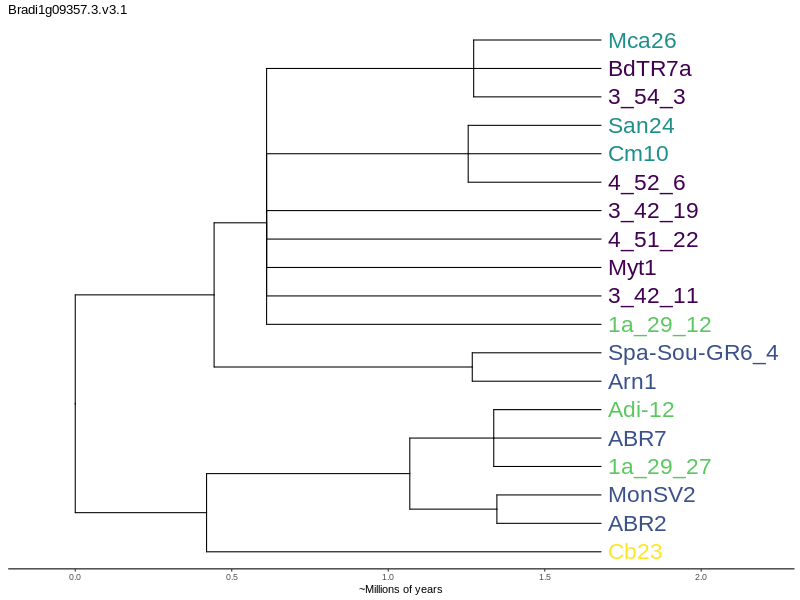 Bradi1g09357.3.v3.1
Mca26
BdTR7a
3_54_3
San24
Cm10
4_52_6
3_42_19
4_51_22
Myt1
3_42_11
1a_29_12
Spa-Sou-GR6_4
Arn1
Adi-12
ABR7
1a_29_27
MonSV2
ABR2
Cb23
0.0 0.5 1.0 1.5 2.0
~Millions of years